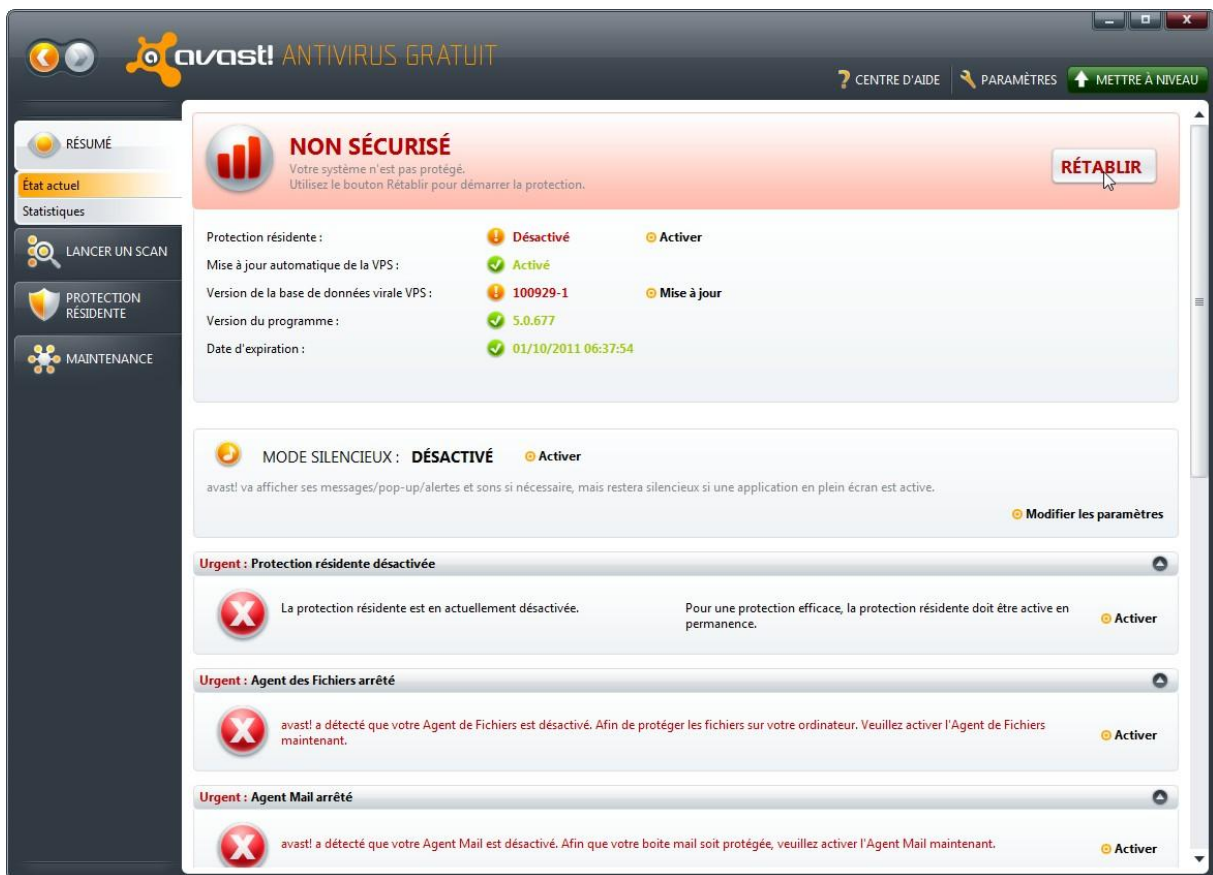 avast! ANTIVIRUS GRATUIT
CENTRE D'AIDE
PARAMÈTRES
METTRE À NIVEAU
RÉSUMÉ
État actuel
Statistiques
LANCER UN SCAN
PROTECTION
RÉSIDENTE
MAINTENANCE
NON SÉCURISÉ
Votre système n'est pas protégé.
Utilisez le bouton Rétablir pour démarrer la protection.
RÉTABLIR
Protection résidente : Désactivé Activer
Mise à jour automatique de la VPS : Activé
Version de la base de données virale VPS : 100929-1 Mise à jour
Version du programme : 5.0.677
Date d'expiration : 01/10/2011 06:37:54
MODE SILENCIEUX : DÉSACTIVÉ Activer
avast! va afficher ses messages/pop-up/alertes et sons si nécessaire, mais restera silencieux si une application en plein écran est active.
Modifier les paramètres
Urgent : Protection résidente désactivée
La protection résidente est en actuellement désactivée.
Pour une protection efficace, la protection résidente doit être active en
permanence.
Activer
Urgent : Agent des Fichiers arrêté
avast! a détecté que votre Agent de Fichiers est désactivé. Afin de protéger les fichiers sur votre ordinateur. Veuillez activer l'Agent de Fichiers
maintenant.
Activer
Urgent : Agent Mail arrêté
avast! a détecté que votre Agent Mail est désactivé. Afin que votre boite mail soit protégée, veuillez activer l'Agent Mail maintenant.
Activer